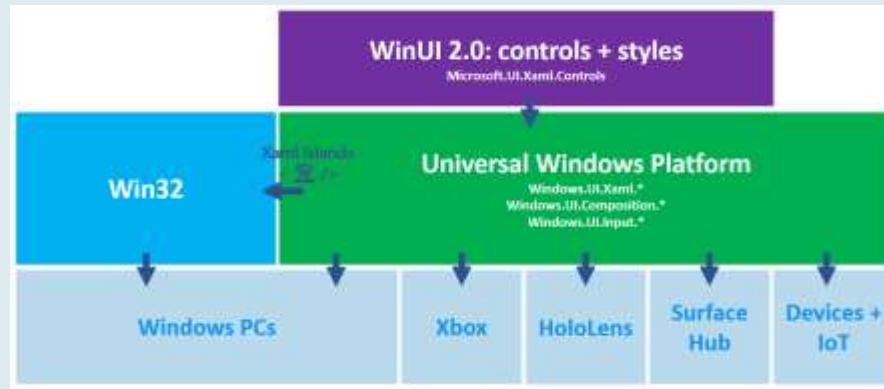 WinUI 2.0: controls + styles
Microsoft.UI.Xaml.Controls
Xaml Islands
Win32
Universal Windows Platform
Windows.UI.Xaml.*
Windows.UI.Composition.*
Windows.UI.Input.*
Windows PCs
Xbox
HoloLens
Surface
Hub
Devices +
IoT